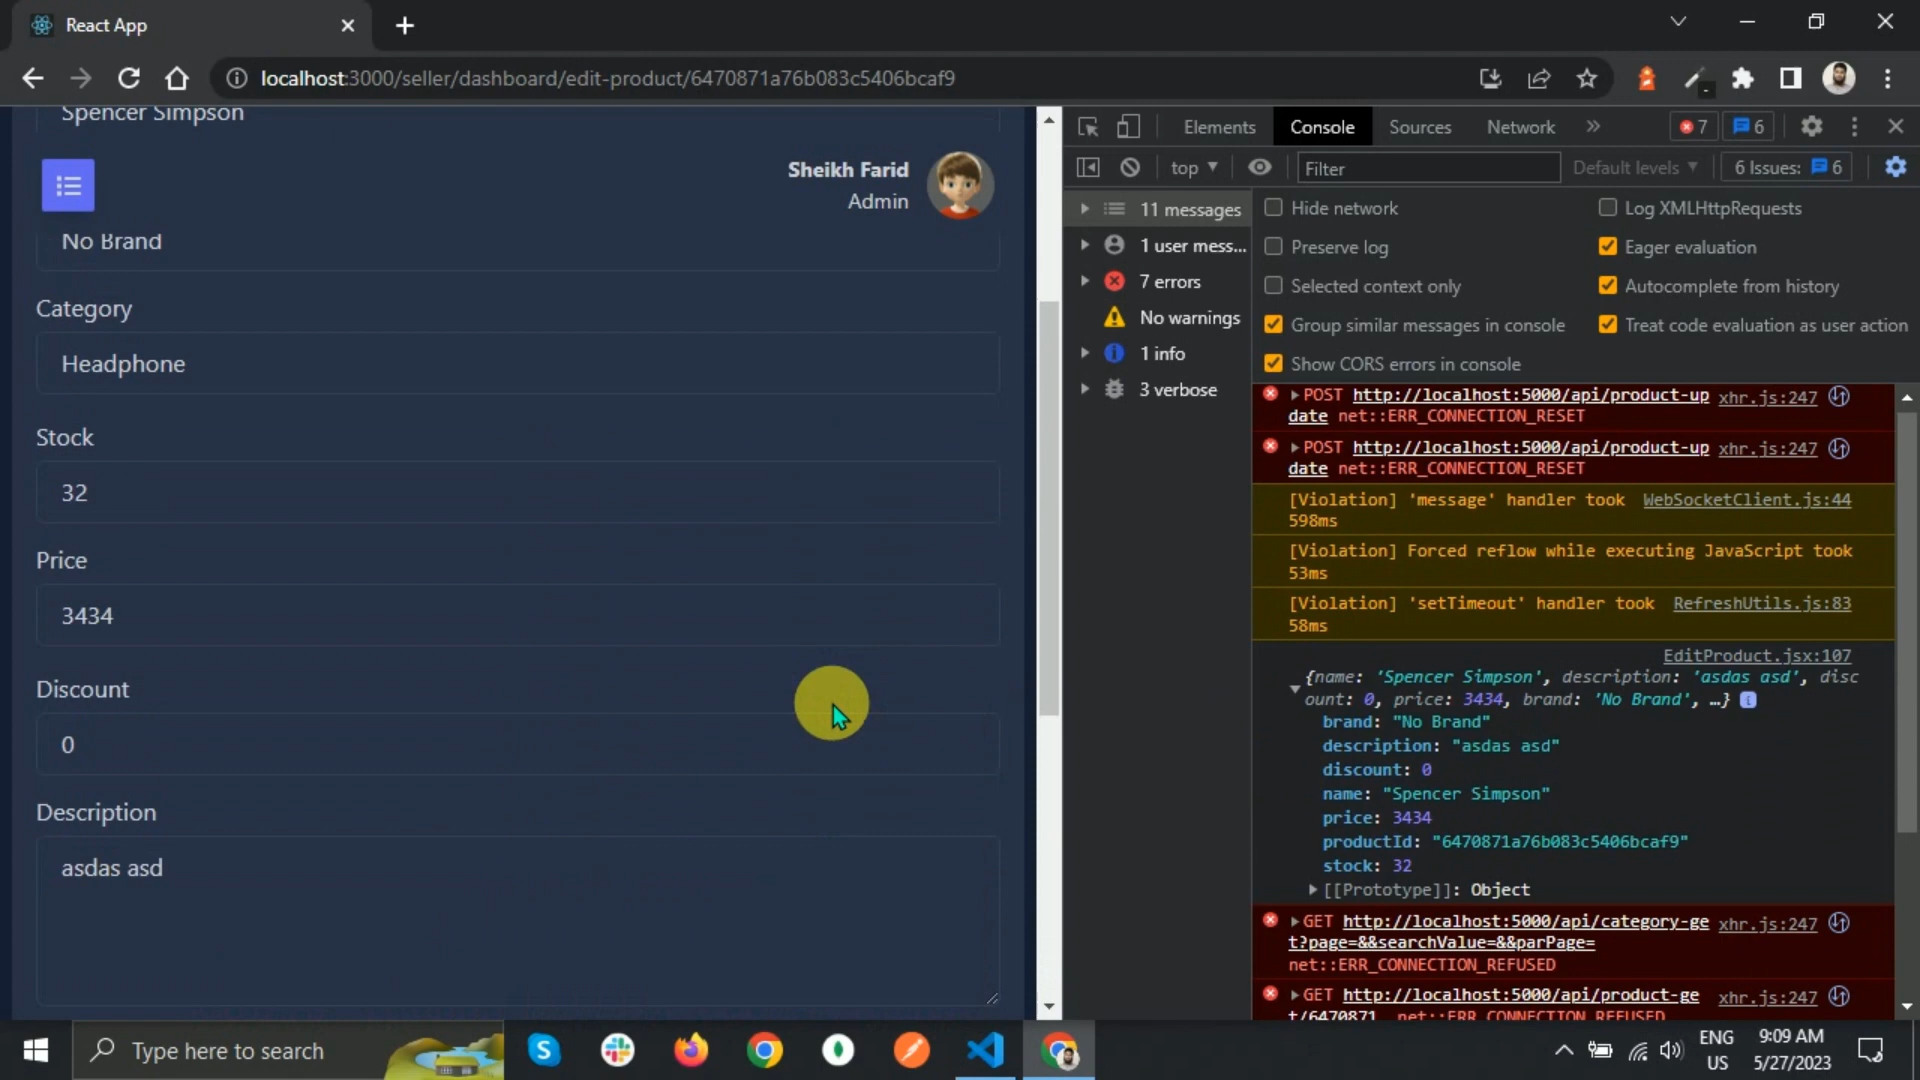 React App
localhost:3000/seller/dashboard/edit-product/6470871a76b083c5406bcaf9
Spencer Simpson
Sheikh Farid
Admin
No Brand
Category
Headphone
Stock
32
Price
3434
Discount
0
Description
asdas asd
Elements Console Sources Network » 7 6
top Filter Default levels 6 Issues: 6
11 messages
1 user mess...
7 errors
No warnings
1 info
3 verbose
Hide network
Log XMLHttpRequests
Preserve log
Eager evaluation
Selected context only
Autocomplete from history
Group similar messages in console
Treat code evaluation as user action
Show CORS errors in console
POST http://localhost:5000/api/product-up xhr.js:247
date net::ERR_CONNECTION_RESET
POST http://localhost:5000/api/product-up xhr.js:247
date net::ERR_CONNECTION_RESET
[Violation] 'message' handler took WebSocketClient.js:44
598ms
[Violation] Forced reflow while executing JavaScript took
53ms
[Violation] 'setTimeout' handler took RefreshUtils.js:83
58ms
EditProduct.jsx:107
{name: 'Spencer Simpson', description: 'asdas asd', disc
ount: 0, price: 3434, brand: 'No Brand', …} i
brand: "No Brand"
description: "asdas asd"
discount: 0
name: "Spencer Simpson"
price: 3434
productId: "6470871a76b083c5406bcaf9"
stock: 32
[[Prototype]]: Object
GET http://localhost:5000/api/category-ge xhr.js:247
t?page=&&searchValue=&&parPage=
net::ERR_CONNECTION_REFUSED
GET http://localhost:5000/api/product-ge xhr.js:247
t/6470871 net::ERR_CONNECTION_REFUSED
Type here to search
S
ENG
US
9:09 AM
5/27/2023